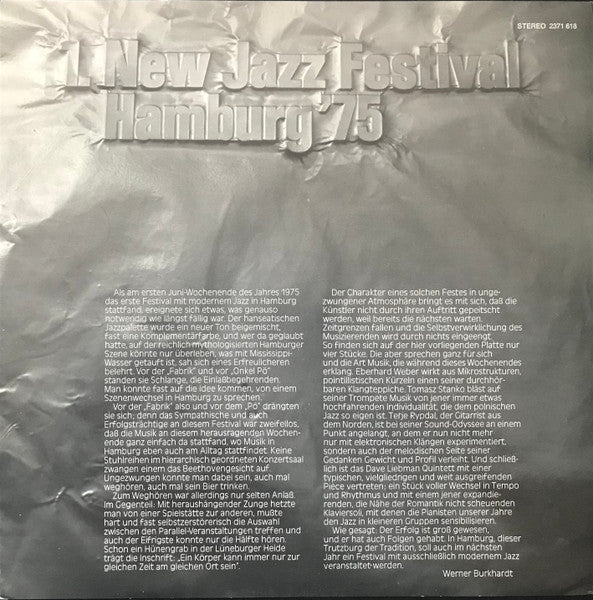 STEREO 2371 618
1. New Jazz Festival
Hamburg '75
Als am ersten Juni-Wochenende des Jahres 1975
das erste Festival mit modernem Jazz in Hamburg
stattfand, ereignete sich etwas, was genauso
notwendig wie längst fällig war. Der hanseatischen
Jazzpalette wurde ein neuer Ton beigemischt,
fast eine Komplementärfarbe, und wer da geglaubt
hatte, auf der reichlich mythologisierten Hamburger
Szene könnte nur überleben, was mit Mississippi-
Wasser getauft ist, sah sich eines Erfreulicheren
belehrt. Vor der „Fabrik" und vor „Onkel Pö"
standen sie Schlange, die Einlaßbegehrenden.
Man konnte fast auf die Idee kommen, von einem
Szenenwechsel in Hamburg zu sprechen.
Vor der „Fabrik" also und vor dem „Pö" drängten
sie sich; denn das Sympathische und auch
Erfolgsträchtige an diesem Festival war zweifellos,
daß die Musik an diesem herausragenden Wochen-
ende ganz einfach da stattfand, wo Musik in
Hamburg eben auch am Alltag stattfindet. Keine
Stuhlreihen im hierarchisch geordneten Konzertsaal
zwangen einem das Beethovengesicht auf.
Ungezwungen konnte man dabei sein, auch mal
weghören, auch mal sein Bier trinken.
Zum Weghören war allerdings nur selten Anlaß.
Im Gegenteil: Mit heraushängender Zunge hetzte
man von einer Spielstätte zur anderen, mußte
hart und fast selbstzerstörerisch die Auswahl
zwischen den Parallel-Veranstaltungen treffen und
auch der Eifrigste konnte nur die Hälfte hören.
Schon ein Hünengrab in der Lüneburger Heide
trägt die Inschrift: „Ein Körper kann immer nur zur
gleichen Zeit am gleichen Ort sein".
Der Charakter eines solchen Festes in unge-
zwungener Atmosphäre bringt es mit sich, daß die
Künstler nicht durch ihren Auftritt gepeitscht
werden, weil bereits die nächsten warten.
Zeitgrenzen fallen und die Selbstverwirklichung des
Musizierenden wird durch nichts eingeengt.
So finden sich auf der hier vorliegenden Platte nur
vier Stücke. Die aber sprechen ganz für sich
und die Art Musik, die während dieses Wochenendes
erklang. Eberhard Weber wirkt aus Mikrostrukturen,
pointillistischen Kürzeln einen seiner durchhör-
baren Klangteppiche. Tomasz Stanko bläst auf
seiner Trompete Musik von jener immer etwas
hochfahrenden Individualität, die dem polnischen
Jazz so eigen ist. Terje Rypdal, der Gitarrist aus
dem Norden, ist bei seiner Sound-Odyssee an einem
Punkt angelangt, an dem er nun nicht mehr
nur mit elektronischen Klängen experimentiert,
sondern auch der melodischen Seite seiner
Gedanken Gewicht und Profil verleiht. Und schließ-
lich ist das Dave Liebman Quintett mit einer
typischen, vielgliedrigen und weit ausgreifenden
Piece vertreten; ein Stück voller Wechsel in Tempo
und Rhythmus und mit einem jener expandie-
renden, die Nähe der Romantik nicht scheuenden
Klaviersoli, mit denen die Pianisten unserer Jahre
den Jazz in kleineren Gruppen sensibilisieren.
Wie gesagt: Der Erfolg ist groß gewesen,
und er hat auch Folgen gehabt. In Hamburg, dieser
Trutzburg der Tradition, soll auch im nächsten
Jahr ein Festival mit ausschließlich modernem Jazz
veranstaltet werden.
Werner Burkhardt